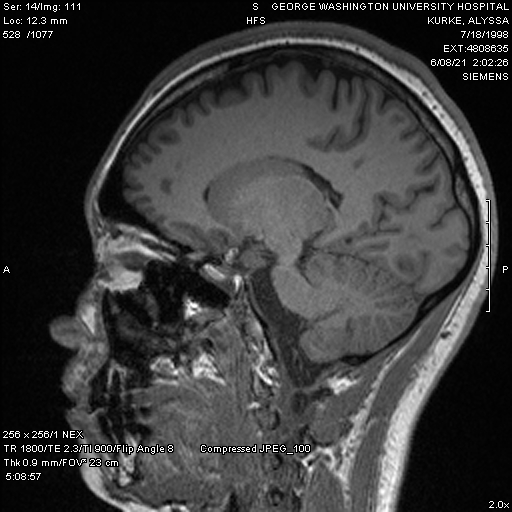 Ser: 14/Img: 111
Loc: 12.3 mm
528 /1077
S
HFS
GEORGE WASHINGTON UNIVERSITY HOSPITAL
KURKE, ALYSSA
7/18/1998
EXT:4808635
6/08/21 2:02:26
SIEMENS
A
P
256 x 256/1 NEX
TR 1800/TE 2.3/TI 900/Flip Angle 8
Compressed JPEG_100
Thk 0.9 mm/FOV* 23 cm
5:08:57
2.0x